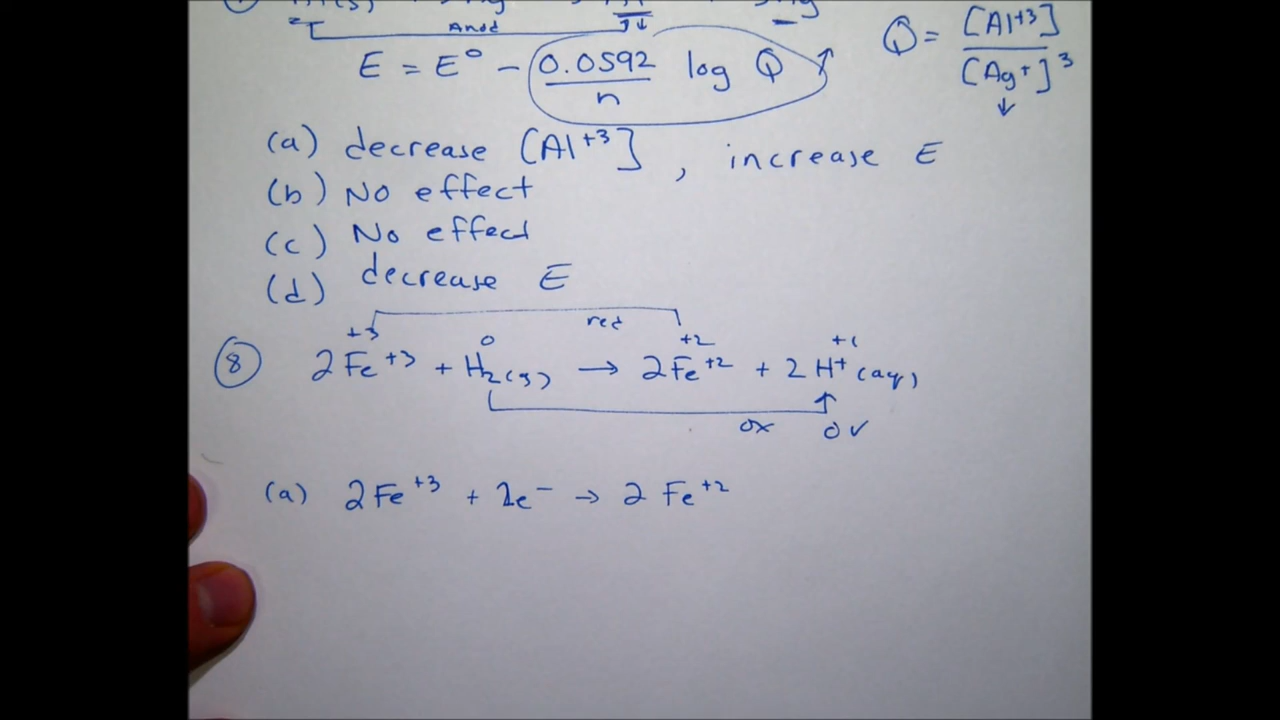 Anod
E = E° - 0.0592/n log Q ↑
Q = [Al+3]/[Ag+]3 ↓
(a) decrease [Al+3] , increase E
(b) No effect
(c) No effect
(d) decrease E
red
+3 0 +2 +1
8 2Fe+3 + H2(g) → 2Fe+2 + 2H+(aq)
ox 0 v
(a) 2Fe+3 + 2e- → 2Fe+2